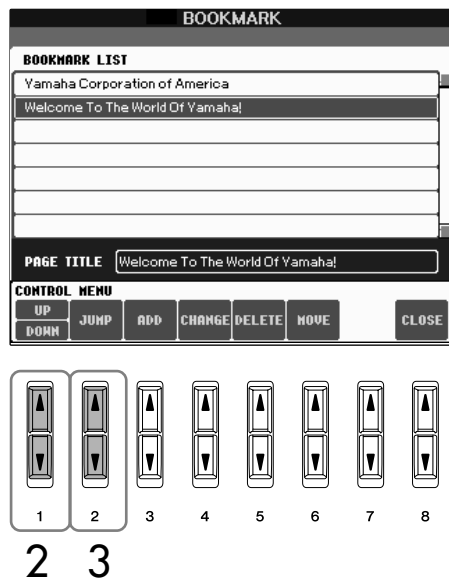 BOOKMARK
BOOKMARK LIST
Yamaha Corporation of America
Welcome To The World Of Yamaha!
PAGE TITLE Welcome To The World Of Yamaha!
CONTROL MENU
UP
DOWN
JUMP ADD CHANGE DELETE MOVE CLOSE
1 2 3 4 5 6 7 8
2 3